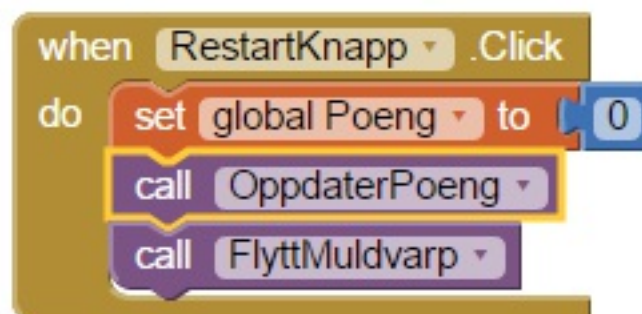 when RestartKnapp .Click
do set global Poeng to 0
call OppdaterPoeng
call FlyttMuldvarp